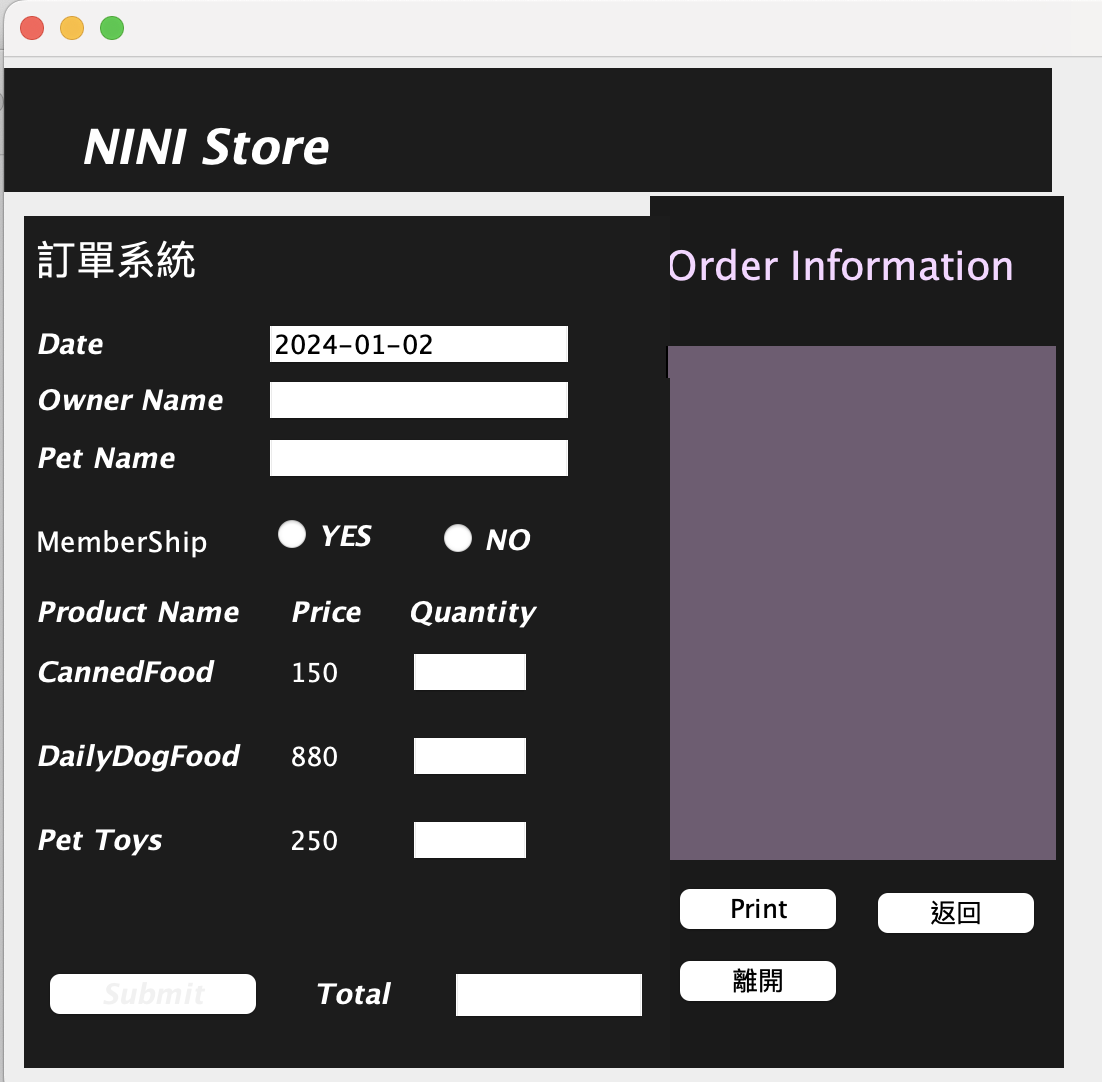 NINI Store
訂單系統
Order Information
Date 2024-01-02
Owner Name
Pet Name
MemberShip YES NO
Product Name Price Quantity
CannedFood 150
DailyDogFood 880
Pet Toys 250
Print 返回
離開
Submit Total